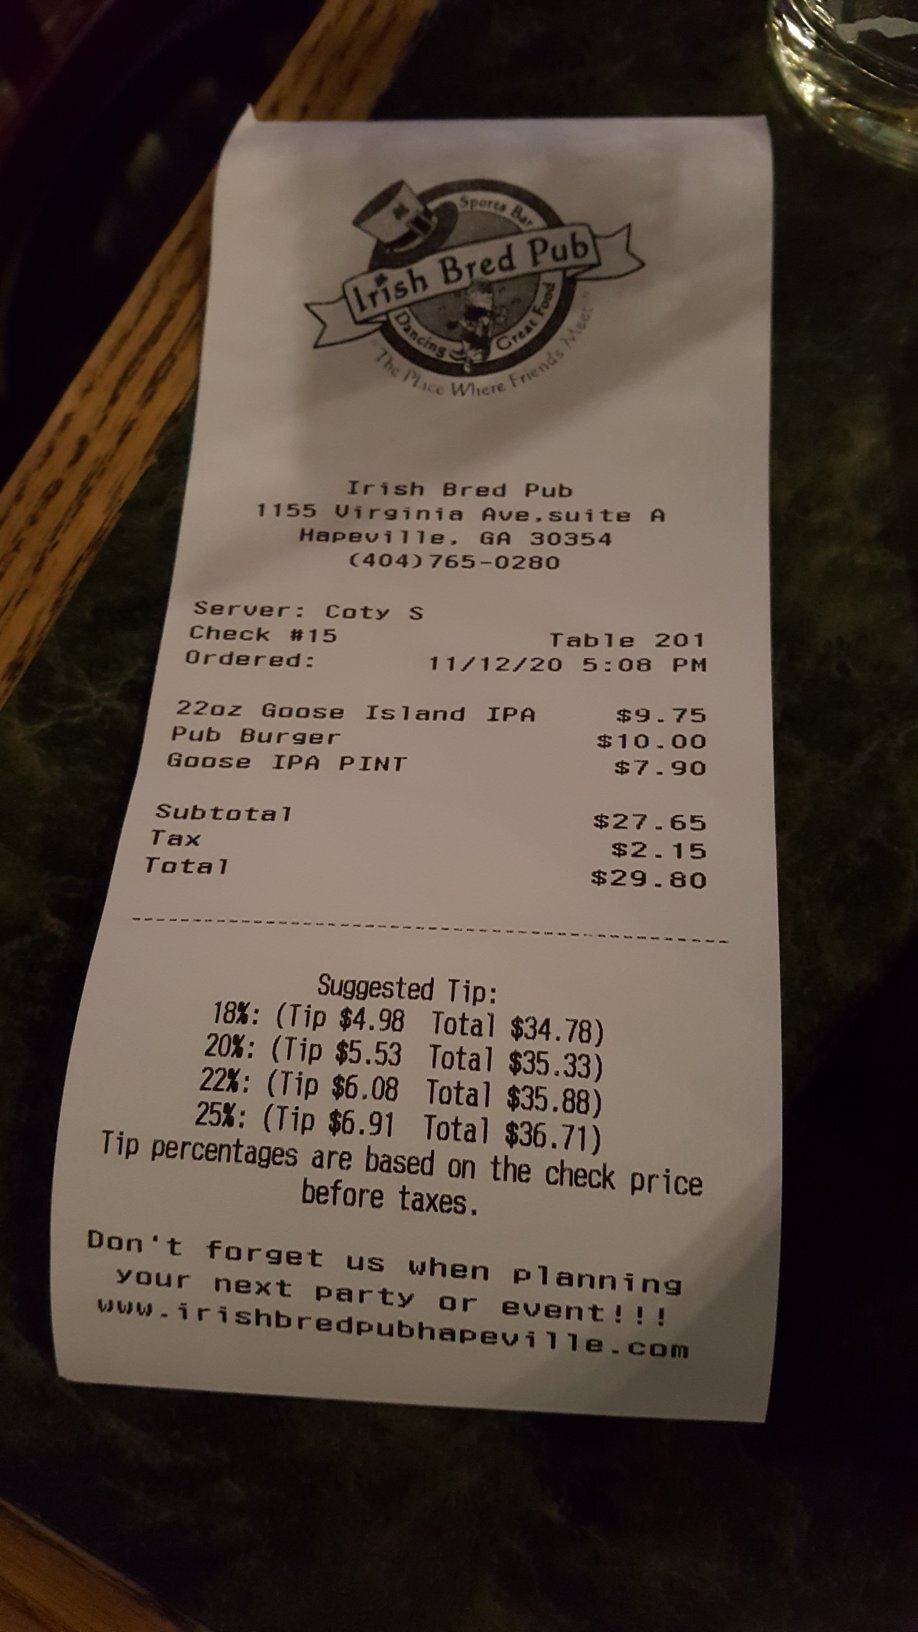 Sports Bar
Irish Bred Pub
Dancing Great Food
"The Place Where Friends Meet"
Irish Bred Pub
1155 Virginia Ave,suite A
Hapeville, GA 30354
(404)765-0280
Server: Coty S
Check #15 Table 201
Ordered: 11/12/20 5:08 PM
22oz Goose Island IPA $9.75
Pub Burger $10.00
Goose IPA PINT $7.90
Subtotal $27.65
Tax $2.15
Total $29.80
Suggested Tip:
18%: (Tip $4.98 Total $34.78)
20%: (Tip $5.53 Total $35.33)
22%: (Tip $6.08 Total $35.88)
25%: (Tip $6.91 Total $36.71)
Tip percentages are based on the check price
before taxes.
Don't forget us when planning
your next party or event!!!
www.irishbredpubhapeville.com